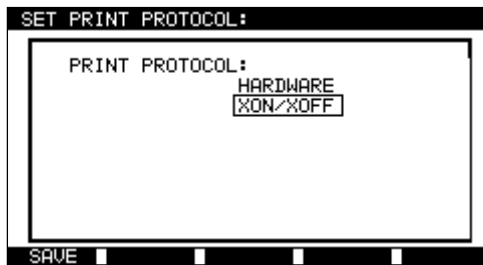 SET PRINT PROTOCOL:
PRINT PROTOCOL:
HARDWARE
XON/XOFF
SAVE